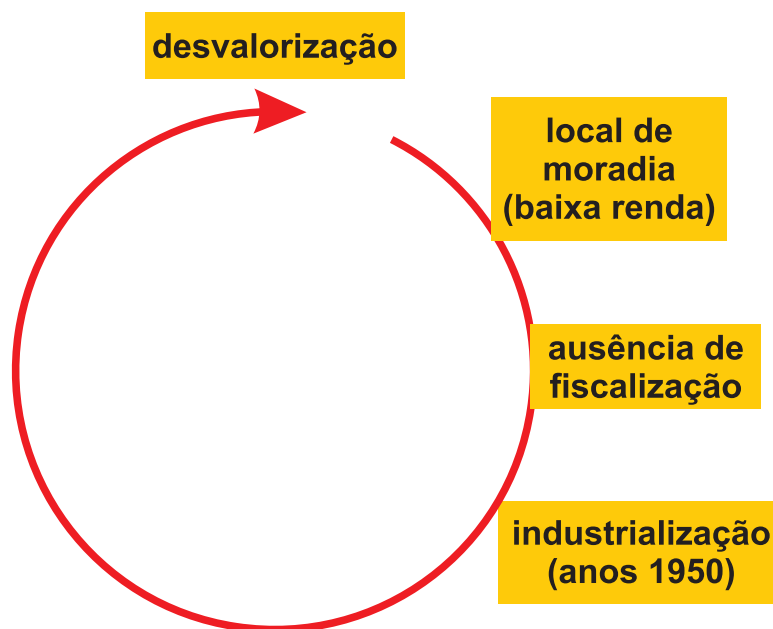 desvalorização
local de
moradia
(baixa renda)
ausência de
fiscalização
industrialização
(anos 1950)